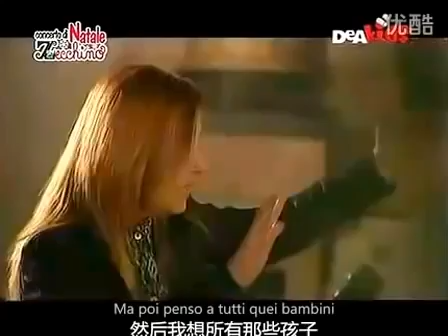 concerto di Natale
Zecchino
DeAkids
优酷
Ma poi penso a tutti quei bambini
然后我想所有那些孩子